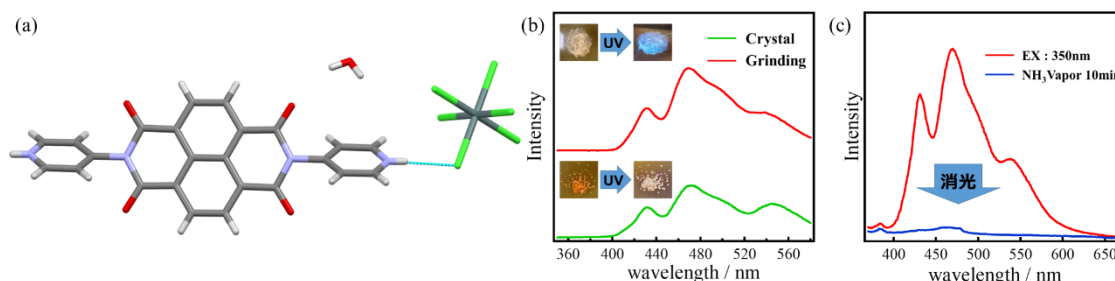 (a)
(b)
Intensity
UV
Crystal
Grinding
UV
360 400 440 480 520 560
wavelength / nm
(c)
Intensity
EX : 350nm
NH₃Vapor 10min
消光
400 450 500 550 600 650
wavelength / nm